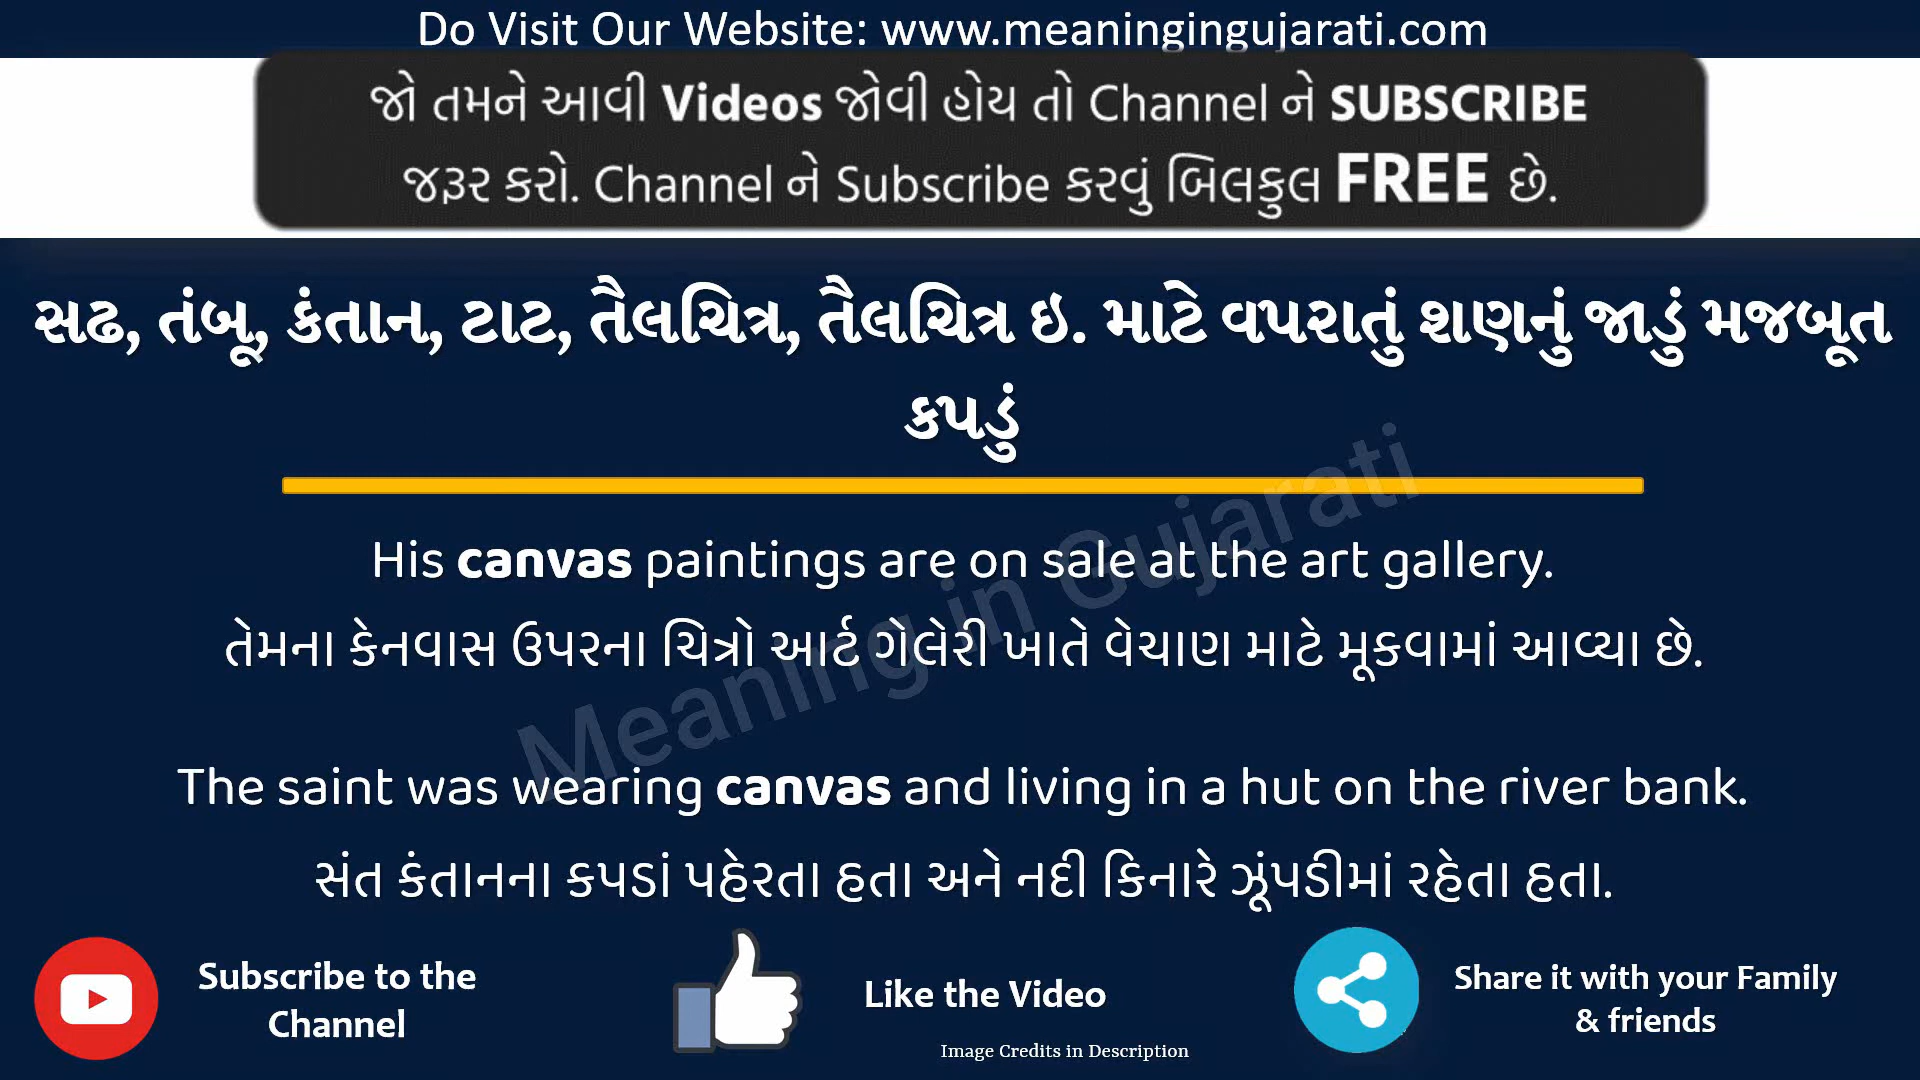 Do Visit Our Website: www.meaningingujarati.com
જો તમને આવી Videos જોવી હોય તો Channel ને SUBSCRIBE
જરૂર કરો. Channel ને Subscribe કરવું બિલકુલ FREE છે.
સઢ, તંબૂ, કંતાન, ટાટ, તૈલચિત્ર, તૈલચિત્ર ઇ. માટે વપરાતું શણનું જાડું મજબૂત
કપડું
His canvas paintings are on sale at the art gallery.
તેમના કેનવાસ ઉપરના ચિત્રો આર્ટ ગેલેરી ખાતે વેચાણ માટે મૂકવામાં આવ્યા છે.
Meaning in Gujarati
The saint was wearing canvas and living in a hut on the river bank.
સંત કંતાનના કપડાં પહેરતા હતા અને નદી કિનારે ઝૂંપડીમાં રહેતા હતા.
Subscribe to the
Channel
Like the Video
Share it with your Family
& friends
Image Credits in Description